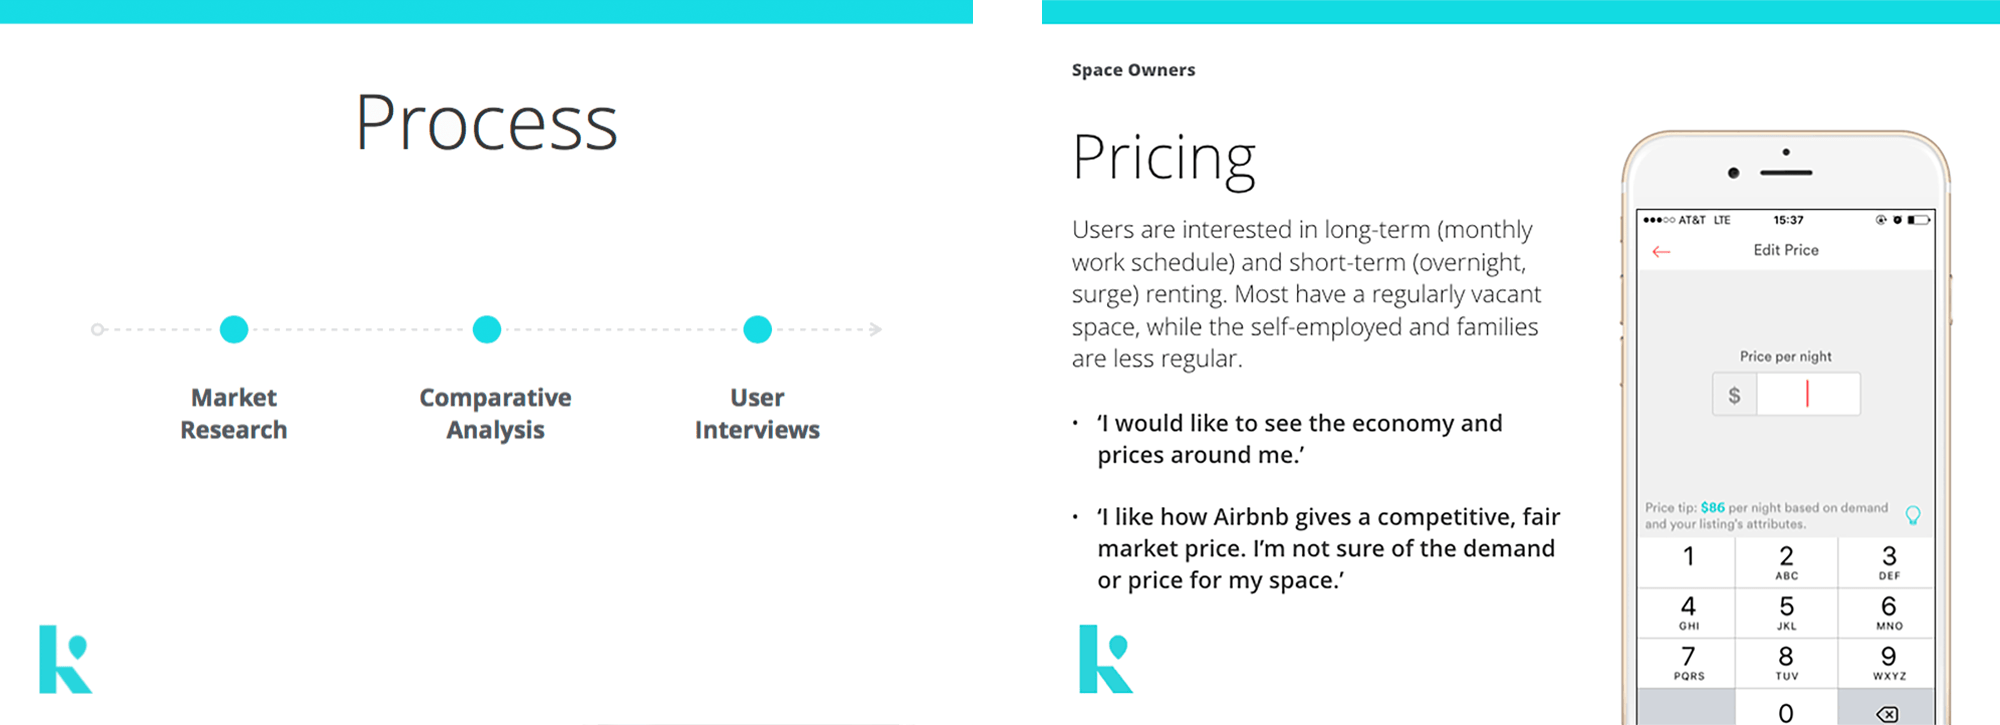 Process
Market
Research
Comparative
Analysis
User
Interviews
k
Space Owners
Pricing
Users are interested in long-term (monthly
work schedule) and short-term (overnight,
surge) renting. Most have a regularly vacant
space, while the self-employed and families
are less regular.
• ‘I would like to see the economy and
prices around me.’
• ‘I like how Airbnb gives a competitive, fair
market price. I’m not sure of the demand
or price for my space.’
k
AT&T LTE 15:37
Edit Price
Price per night
$
Price tip: $86 per night based on demand
and your listing's attributes.
1 2 3
ABC DEF
4 5 6
GHI JKL MNO
7 8 9
PQRS TUV WXYZ
0